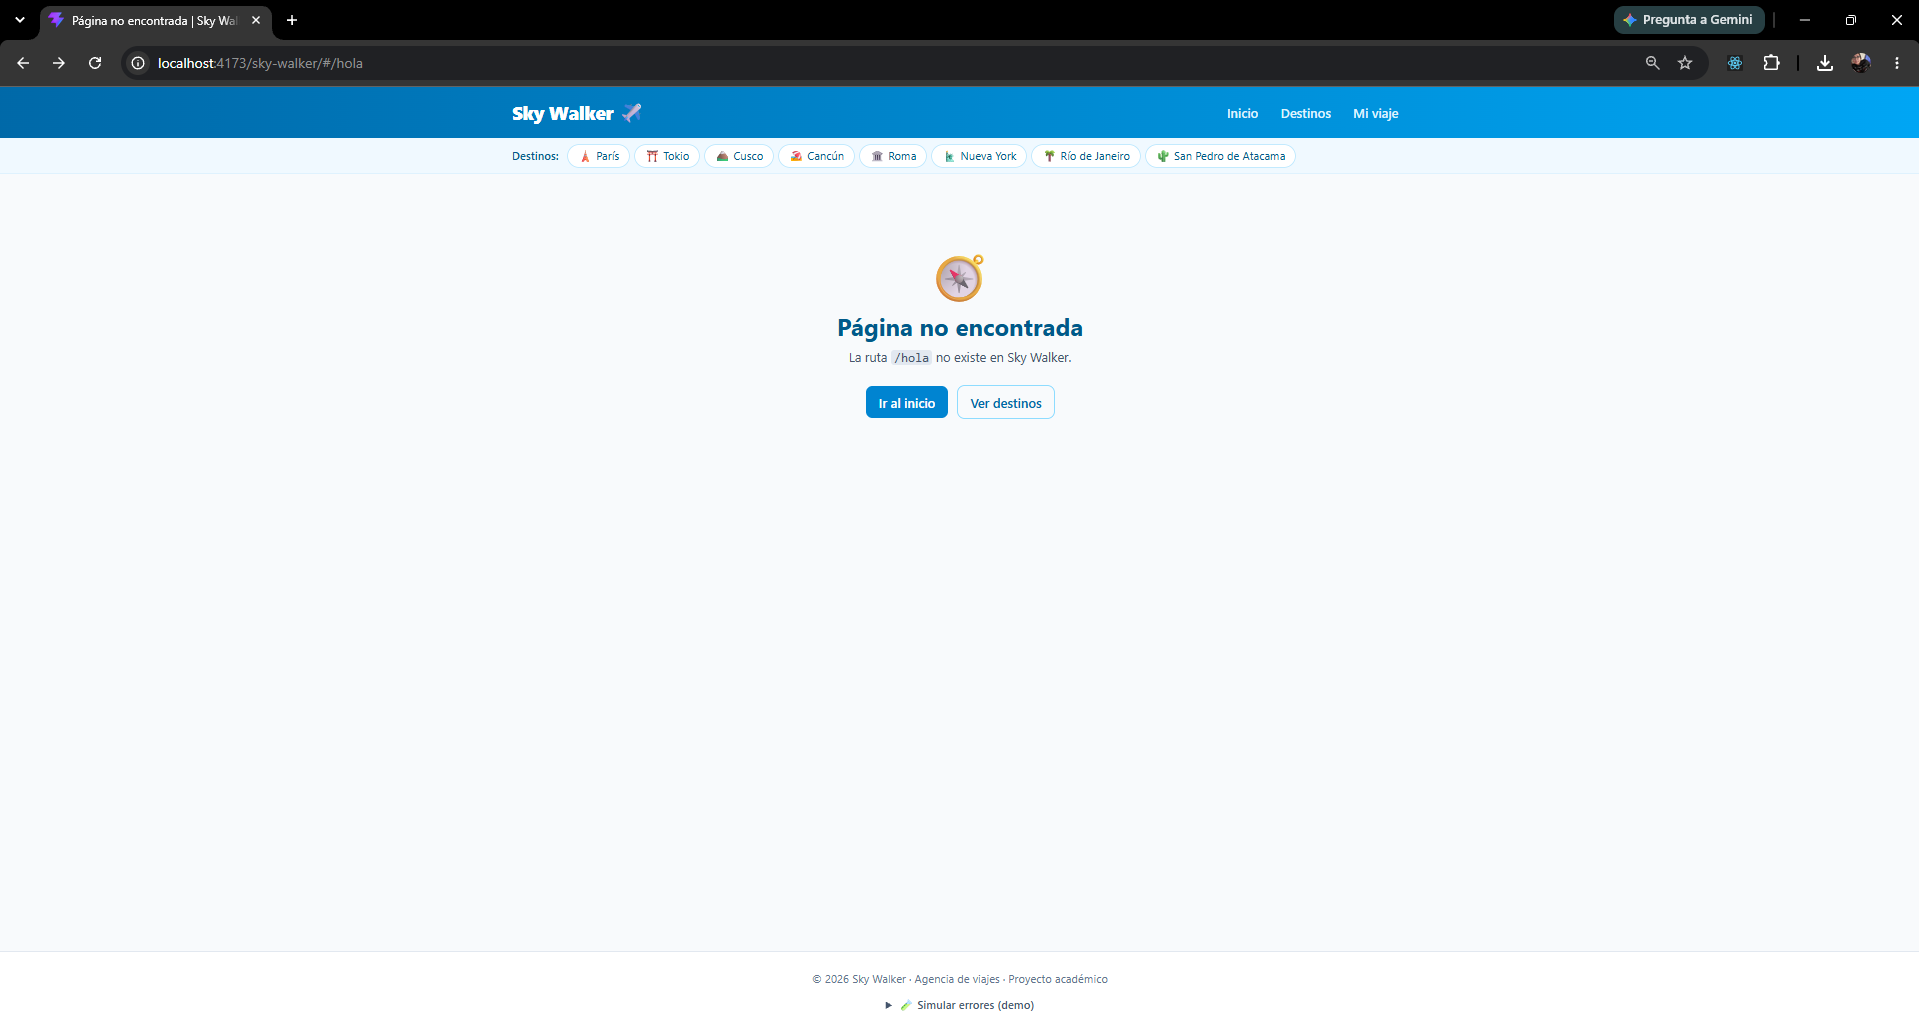 Página no encontrada | Sky Wal
Pregunta a Gemini
localhost:4173/sky-walker/#/hola
Sky Walker
Inicio
Destinos
Mi viaje
Destinos:
París
Tokio
Cusco
Cancún
Roma
Nueva York
Río de Janeiro
San Pedro de Atacama
Página no encontrada
La ruta /hola no existe en Sky Walker.
Ir al inicio
Ver destinos
© 2026 Sky Walker · Agencia de viajes · Proyecto académico
Simular errores (demo)